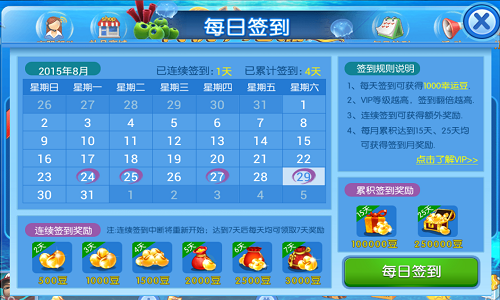 每日签到
2015年8月 已连续签到: 1天 已累计签到: 4天
星期日 星期一 星期二 星期三 星期四 星期五 星期六
26 27 28 29 30 31 1
2 3 4 5 6 7 8
9 10 11 12 13 14 15
16 17 18 19 20 21 22
23 24 25 26 27 28 29
30 31 1 2 3 4 5
连续签到奖励 注:连续签到中断将重新开始; 达到7天后每天均可领取7天奖励
2天 3天 4天 5天 6天 7天
500豆 1000豆 1500豆 2000豆 2500豆 3000豆
签到规则说明
1、每天签到可获得1000幸运豆.
2、VIP等级越高, 签到翻倍越高.
3、连续签到可获得额外奖励.
4、每月累积达到15天、25天均
可获得签到月奖励.
点击了解VIP>>
累积签到奖励
15天 25天
100000豆 250000豆
每日签到